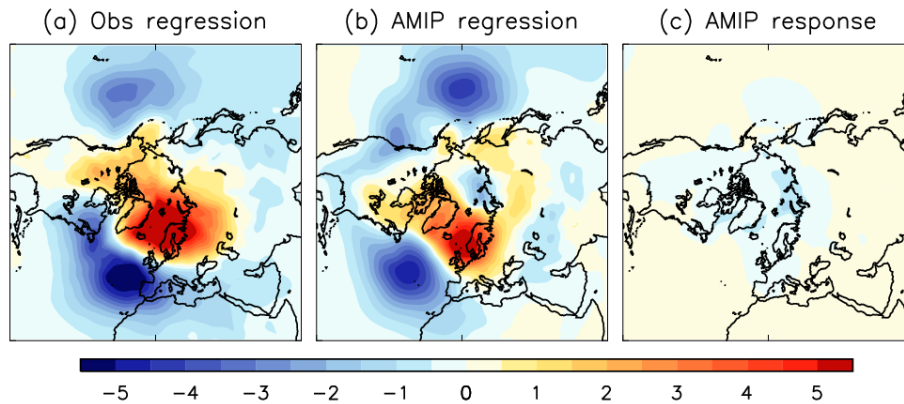 (a) Obs regression
(b) AMIP regression
(c) AMIP response
−5 −4 −3 −2 −1 0 1 2 3 4 5